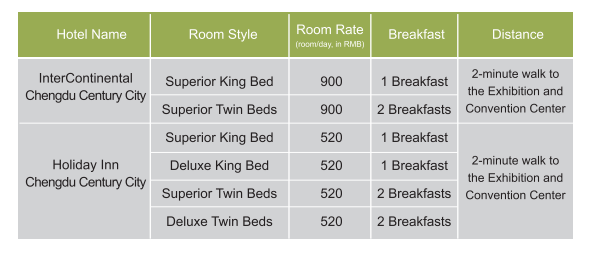 Hotel Name Room Style Room Rate Breakfast Distance
(room/day, in RMB)
InterContinental
Chengdu Century City
Superior King Bed 900 1 Breakfast
Superior Twin Beds 900 2 Breakfasts
2-minute walk to
the Exhibition and
Convention Center
Holiday Inn
Chengdu Century City
Superior King Bed 520 1 Breakfast
Deluxe King Bed 520 1 Breakfast
Superior Twin Beds 520 2 Breakfasts
Deluxe Twin Beds 520 2 Breakfasts
2-minute walk to
the Exhibition and
Convention Center